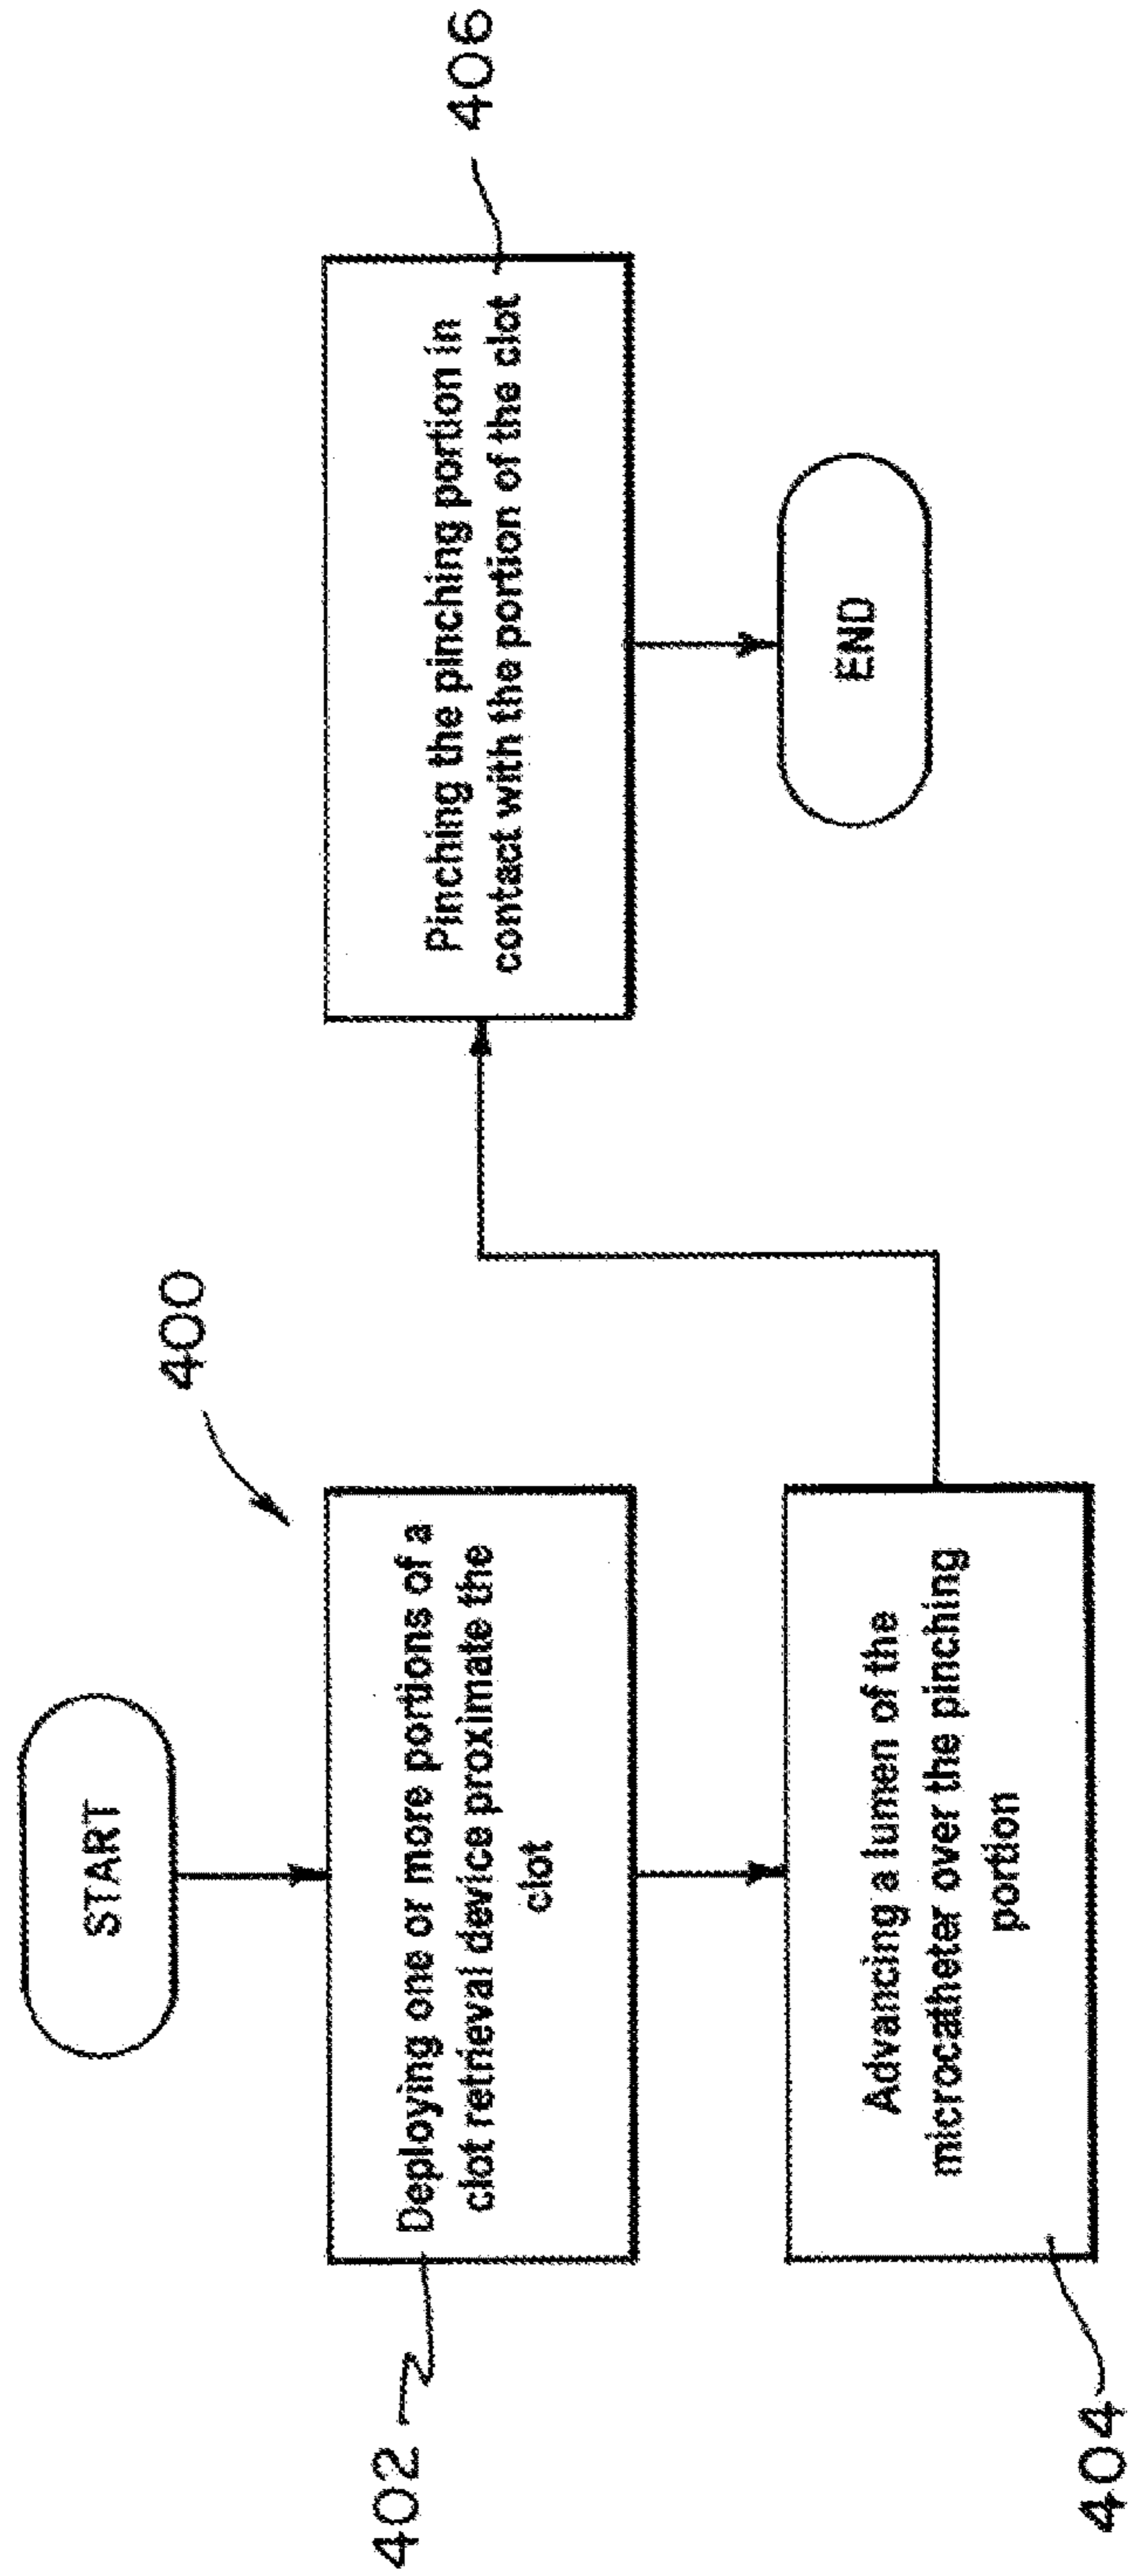 400
START
402
Deploying one or more portions of a
clot retrieval device proximate the
clot
404
Advancing a lumen of the
microcatheter over the pinching
portion
406
Pinching the pinching portion in
contact with the portion of the clot
END